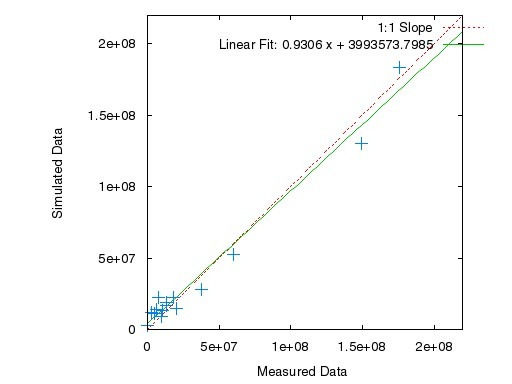 2e+08
1.5e+08
1e+08
5e+07
0
Simulated Data
1:1 Slope
Linear Fit: 0.9306 x + 3993573.7985
0 5e+07 1e+08 1.5e+08 2e+08
Measured Data